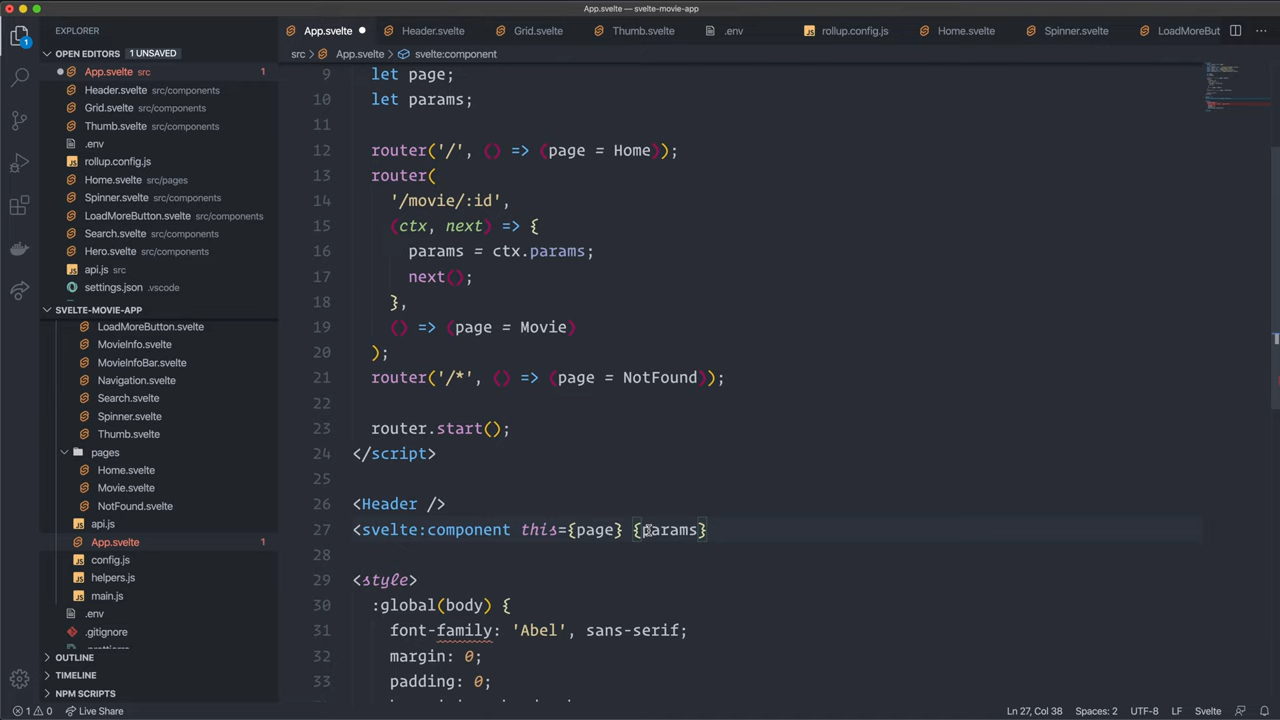 App.svelte — svelte-movie-app
EXPLORER
App.svelte
Header.svelte
Grid.svelte
Thumb.svelte
.env
rollup.config.js
Home.svelte
Spinner.svelte
LoadMoreBut
OPEN EDITORS 1 UNSAVED
src App.svelte svelte:component
App.svelte src 1
Header.svelte src/components
Grid.svelte src/components
Thumb.svelte src/components
.env
rollup.config.js
Home.svelte src/pages
Spinner.svelte src/components
LoadMoreButton.svelte src/components
Search.svelte src/components
Hero.svelte src/components
api.js src
settings.json .vscode
SVELTE-MOVIE-APP
LoadMoreButton.svelte
MovieInfo.svelte
MovieInfoBar.svelte
Navigation.svelte
Search.svelte
Spinner.svelte
Thumb.svelte
pages
Home.svelte
Movie.svelte
NotFound.svelte
api.js
App.svelte 1
config.js
helpers.js
main.js
.env
.gitignore
OUTLINE
TIMELINE
NPM SCRIPTS
1
9 let page;
10 let params;
11
12 router('/', () => (page = Home));
13 router(
14 '/movie/:id',
15 (ctx, next) => {
16 params = ctx.params;
17 next();
18 },
19 () => (page = Movie)
20 );
21 router('/*', () => (page = NotFound));
22
23 router.start();
24 </script>
25
26 <Header />
27 <svelte:component this={page} {params}
28
29 <style>
30 :global(body) {
31 font-family: 'Abel', sans-serif;
32 margin: 0;
33 padding: 0;
1 0 Live Share
Ln 27, Col 38 Spaces: 2 UTF-8 LF Svelte